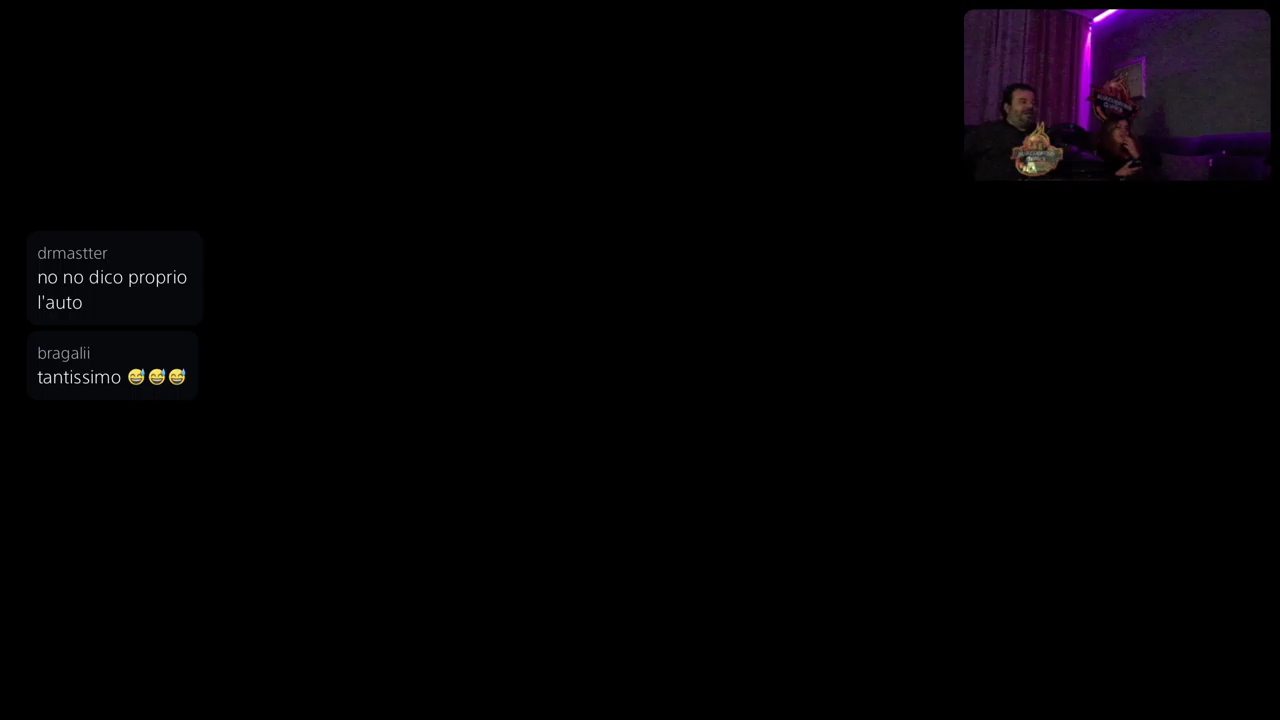 drmastter
no no dico proprio
l'auto
bragalii
tantissimo 😅😅😅